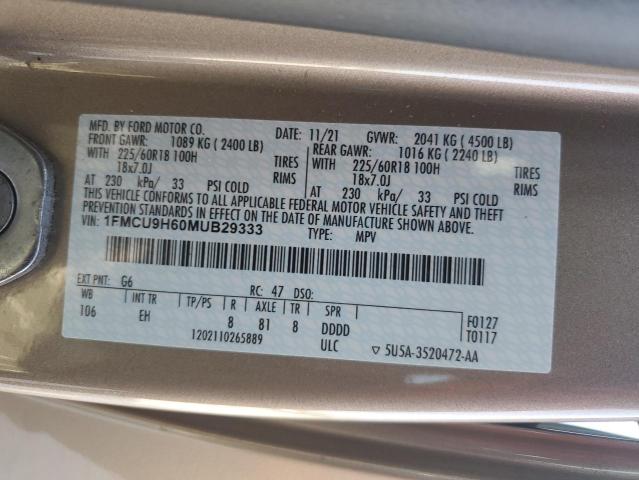 MFD. BY FORD MOTOR CO. DATE: 11/21 GVWR: 2041 KG ( 4500 LB)
FRONT GAWR: 1089 KG ( 2400 LB) REAR GAWR: 1016 KG ( 2240 LB)
WITH 225/60R18 100H TIRES WITH 225/60R18 100H TIRES
18x7.0J RIMS 18x7.0J RIMS
AT 230 kPa/ 33 PSI COLD AT 230 kPa/ 33 PSI COLD
THIS VEHICLE CONFORMS TO ALL APPLICABLE FEDERAL MOTOR VEHICLE SAFETY AND THEFT
PREVENTION STANDARDS IN EFFECT ON THE DATE OF MANUFACTURE SHOWN ABOVE.
VIN: 1FMCU9H60MUB29333 TYPE: MPV
EXT PNT: G6 RC: 47 DSO:
WB INT TR TP/PS R AXLE TR SPR F0127
106 EH 8 81 8 DDDD T0117
1202110265889 ULC ▽ 5U5A-3520472-AA